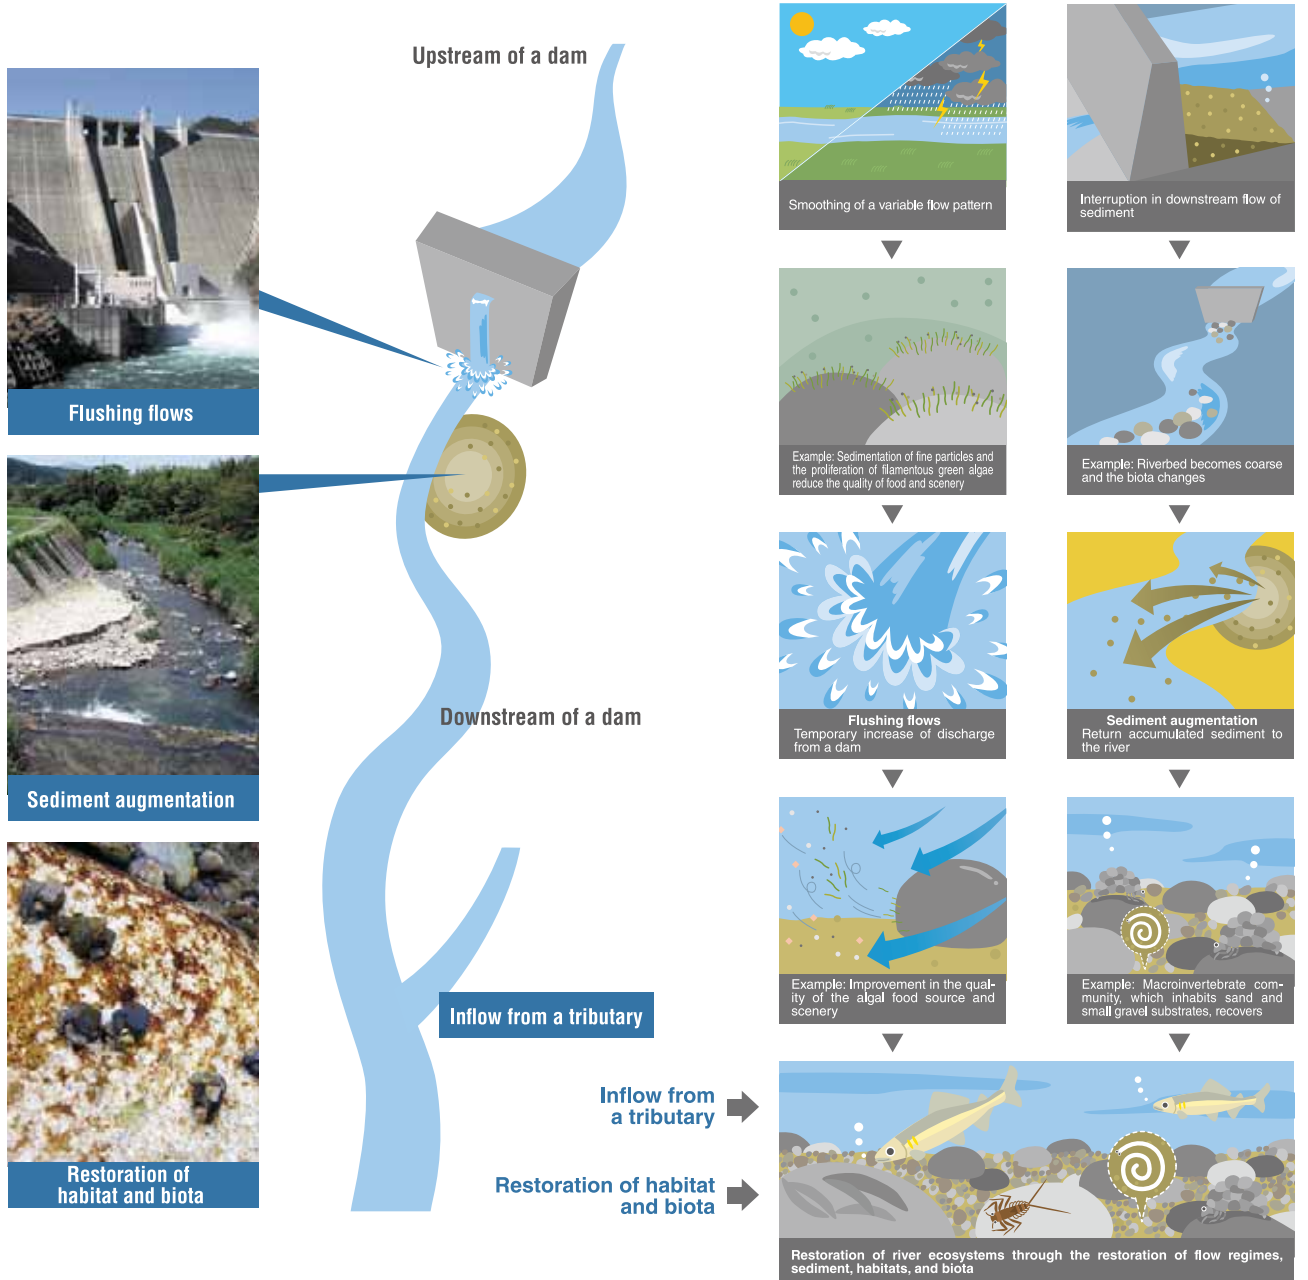 Upstream of a dam
Flushing flows
Sediment augmentation
Downstream of a dam
Inflow from a tributary
Restoration of
habitat and biota
Smoothing of a variable flow pattern
Example: Sedimentation of fine particles and
the proliferation of filamentous green algae
reduce the quality of food and scenery
Flushing flows
Temporary increase of discharge
from a dam
Example: Improvement in the qual-
ity of the algal food source and
scenery
Interruption in downstream flow of
sediment
Example: Riverbed becomes coarse
and the biota changes
Sediment augmentation
Return accumulated sediment to
the river
Example: Macroinvertebrate com-
munity, which inhabits sand and
small gravel substrates, recovers
Inflow from
a tributary
Restoration of habitat
and biota
Restoration of river ecosystems through the restoration of flow regimes,
sediment, habitats, and biota